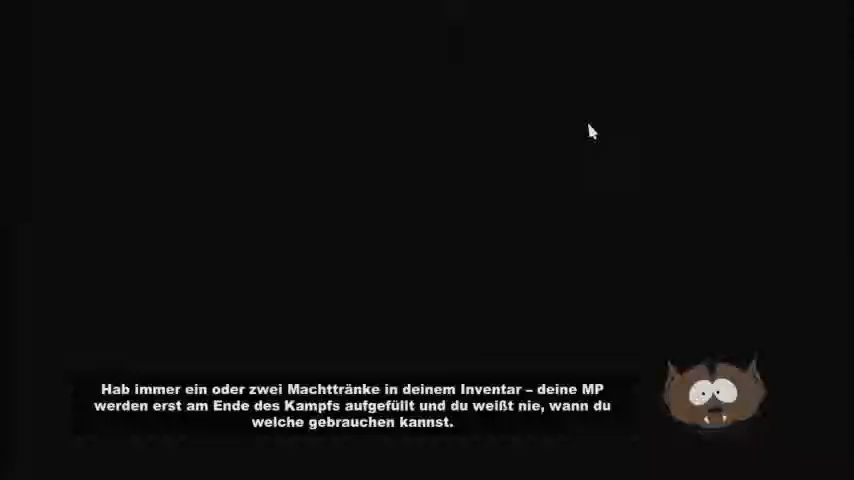 Hab immer ein oder zwei Machttränke in deinem Inventar – deine MP
werden erst am Ende des Kampfs aufgefüllt und du weißt nie, wann du
welche gebrauchen kannst.